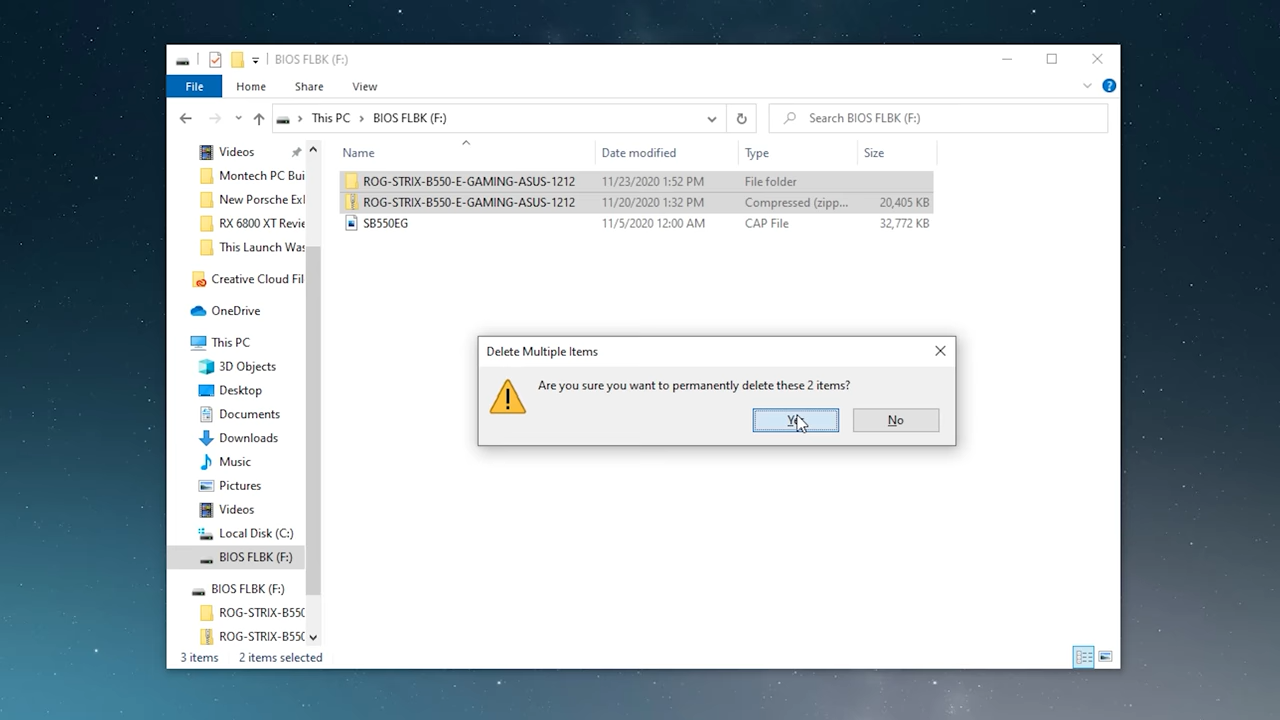 BIOS FLBK (F:)
File Home Share View
This PC BIOS FLBK (F:) Search BIOS FLBK (F:)
Name Date modified Type Size
ROG-STRIX-B550-E-GAMING-ASUS-1212 11/23/2020 1:52 PM File folder
ROG-STRIX-B550-E-GAMING-ASUS-1212 11/20/2020 1:32 PM Compressed (zipp... 20,405 KB
SB550EG 11/5/2020 12:00 AM CAP File 32,772 KB
Videos
Montech PC Bui
New Porsche Ex
RX 6800 XT Revie
This Launch Was
Creative Cloud Fil
OneDrive
This PC
3D Objects
Desktop
Documents
Downloads
Music
Pictures
Videos
Local Disk (C:)
BIOS FLBK (F:)
BIOS FLBK (F:)
ROG-STRIX-B550
ROG-STRIX-B550
Delete Multiple Items
Are you sure you want to permanently delete these 2 items?
No
3 items 2 items selected